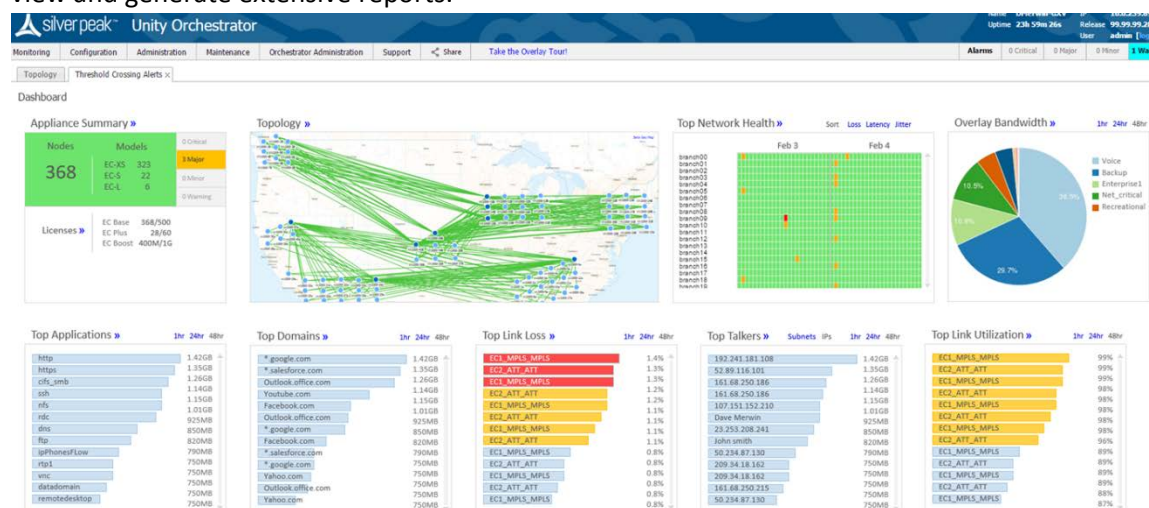 view and generate extensive reports.
silver peak™ Unity Orchestrator
Uptime 23h 59m 26s Release
User admin
Monitoring Configuration Administration Maintenance Orchestrator Administration Support Share Take the Overlay Tour! Alarms 0 Critical 0 Major 0 Minor
Topology Threshold Crossing Alerts ×
Dashboard
Appliance Summary »
Nodes Models
368
EC-XS 323
EC-S 22
EC-L 6
0 Critical
3 Major
0 Minor
0 Warning
Licenses »
EC Base 368/500
EC Plus 28/60
EC Boost 400M/1G
Topology »
Top Network Health » Sort Loss Latency Jitter
Feb 3 Feb 4
branch00
branch01
branch02
branch03
branch04
branch05
branch06
branch07
branch08
branch09
branch10
branch11
branch12
branch13
branch14
branch15
branch16
branch17
branch18
branch19
Overlay Bandwidth » 1hr 24hr 48hr
10.5%
28.7%
Voice
Backup
Enterprise1
Net_critical
Recreational
Top Applications » 1hr 24hr 48hr
http 1.42GB
https 1.35GB
cifs_smb 1.26GB
ssh 1.14GB
nfs 1.15GB
rdc 1.01GB
dns 925MB
ftp 850MB
ipPhonesFLow 820MB
rtp1 790MB
vnc 750MB
datadomain 750MB
remotedesktop 750MB
750MB
Top Domains » 1hr 24hr 48hr
*.google.com 1.42GB
*.salesforce.com 1.35GB
Outlook.office.com 1.26GB
Youtube.com 1.14GB
Facebook.com 1.15GB
Outlook.office.com 1.01GB
*.google.com 925MB
Facebook.com 850MB
*.salesforce.com 820MB
*.google.com 790MB
Yahoo.com 750MB
Outlook.office.com 750MB
Yahoo.com 750MB
750MB
Top Link Loss » 1hr 24hr 48hr
EC1_MPLS_MPLS 1.4%
EC2_ATT_ATT 1.3%
EC1_MPLS_MPLS 1.3%
EC2_ATT_ATT 1.2%
EC1_MPLS_MPLS 1.2%
EC2_ATT_ATT 1.1%
EC1_MPLS_MPLS 1.1%
EC2_ATT_ATT 1.1%
EC1_MPLS_MPLS 1.1%
EC2_ATT_ATT 0.8%
EC1_MPLS_MPLS 0.8%
EC2_ATT_ATT 0.8%
EC1_MPLS_MPLS 0.8%
0.8%
Top Talkers » Subnets IPs 1hr 24hr 48hr
192.241.181.108 1.42GB
52.89.116.101 1.35GB
161.68.250.186 1.26GB
161.68.250.186 1.14GB
107.151.152.210 1.15GB
Dave Merwin 1.01GB
23.253.208.241 925MB
John smith 850MB
50.234.87.130 820MB
209.34.18.162 790MB
209.34.18.162 750MB
161.68.250.215 750MB
50.234.87.130 750MB
750MB
Top Link Utilization » 1hr 24hr 48hr
EC1_MPLS_MPLS 99%
EC2_ATT_ATT 99%
EC1_MPLS_MPLS 99%
EC2_ATT_ATT 98%
EC1_MPLS_MPLS 98%
EC2_ATT_ATT 98%
EC1_MPLS_MPLS 98%
EC2_ATT_ATT 96%
EC1_MPLS_MPLS 89%
EC2_ATT_ATT 89%
EC1_MPLS_MPLS 89%
EC2_ATT_ATT 89%
EC1_MPLS_MPLS 88%
87%